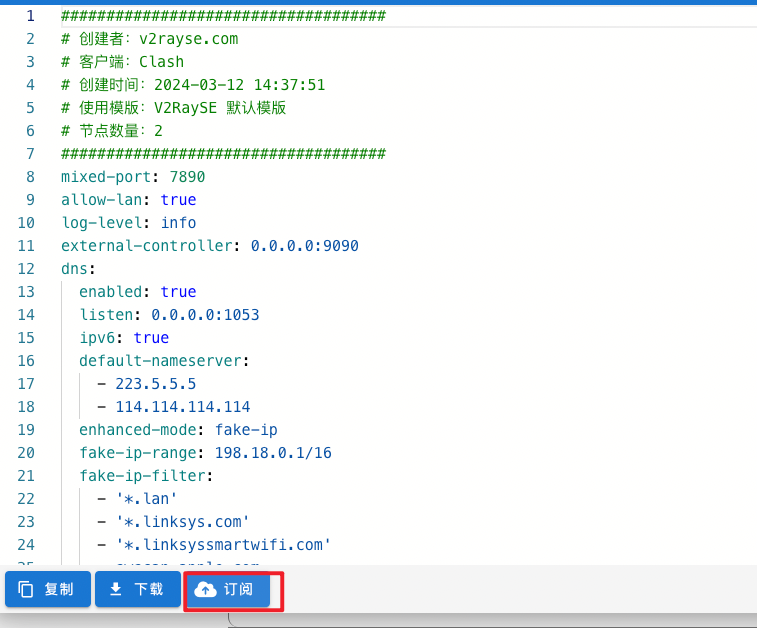 1 ####################################
2 # 创建者：v2rayse.com
3 # 客户端：Clash
4 # 创建时间：2024-03-12 14:37:51
5 # 使用模版：V2RaySE 默认模版
6 # 节点数量：2
7 ####################################
8 mixed-port: 7890
9 allow-lan: true
10 log-level: info
11 external-controller: 0.0.0.0:9090
12 dns:
13 enabled: true
14 listen: 0.0.0.0:1053
15 ipv6: true
16 default-nameserver:
17 - 223.5.5.5
18 - 114.114.114.114
19 enhanced-mode: fake-ip
20 fake-ip-range: 198.18.0.1/16
21 fake-ip-filter:
22 - '*.lan'
23 - '*.linksys.com'
24 - '*.linksyssmartwifi.com'
复制 下载 订阅